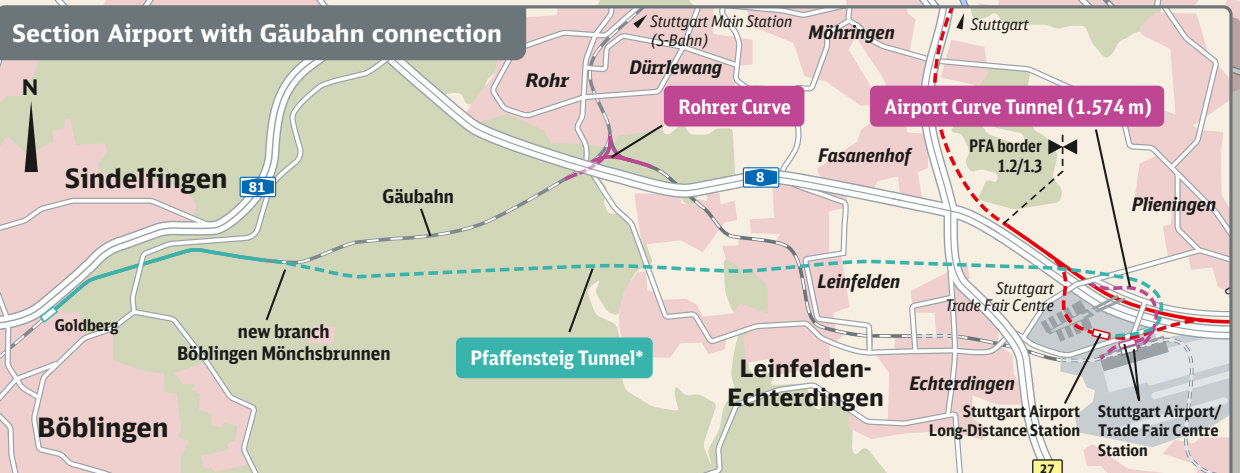 Section Airport with Gäubahn connection
Stuttgart Main Station
(S-Bahn)
Möhringen
Stuttgart
N
Rohr
Dürrlewang
Rohrer Curve
Airport Curve Tunnel (1.574 m)
PFA border
1.2/1.3
Fasanenhof
Sindelfingen
81
8
Gäubahn
Plieningen
Leinfelden
Stuttgart
Trade Fair Centre
Goldberg
new branch
Böblingen Mönchsbrunnen
Pfaffensteig Tunnel*
Leinfelden-
Echterdingen
Echterdingen
Böblingen
Stuttgart Airport
Long-Distance Station
Stuttgart Airport/
Trade Fair Centre
Station
27